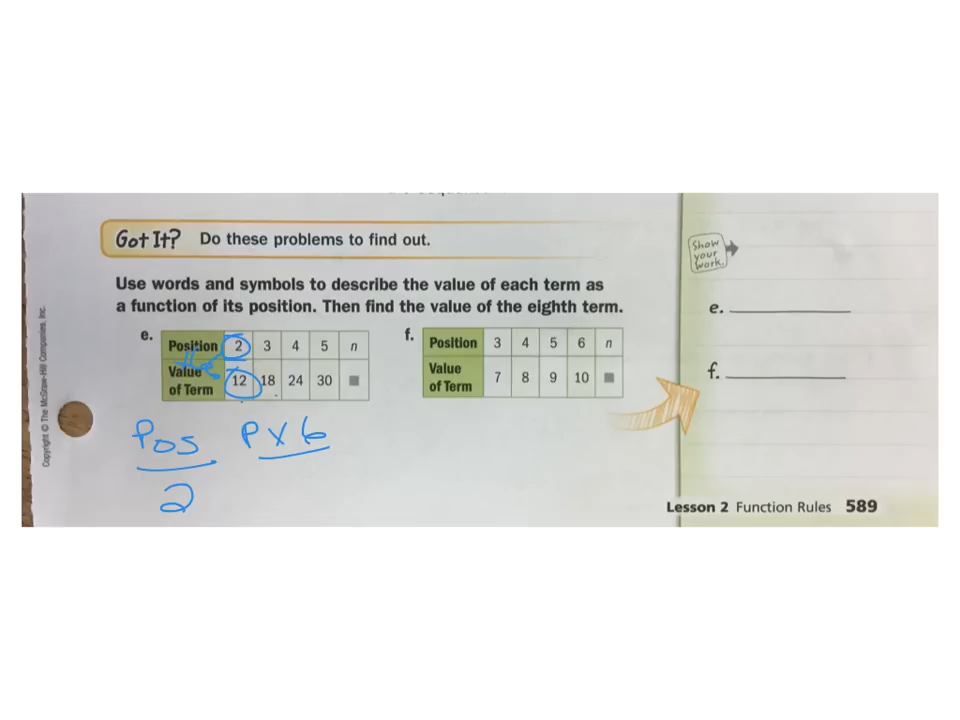 Got It? Do these problems to find out.
Show
your
work.
Use words and symbols to describe the value of each term as
a function of its position. Then find the value of the eighth term.
e.
Position 2 3 4 5 n
Value
of Term 12 18 24 30 ■
f.
Position 3 4 5 6 n
Value
of Term 7 8 9 10 ■
e.
f.
Pos P x 6
2
Lesson 2 Function Rules 589
Copyright © The McGraw-Hill Companies, Inc.